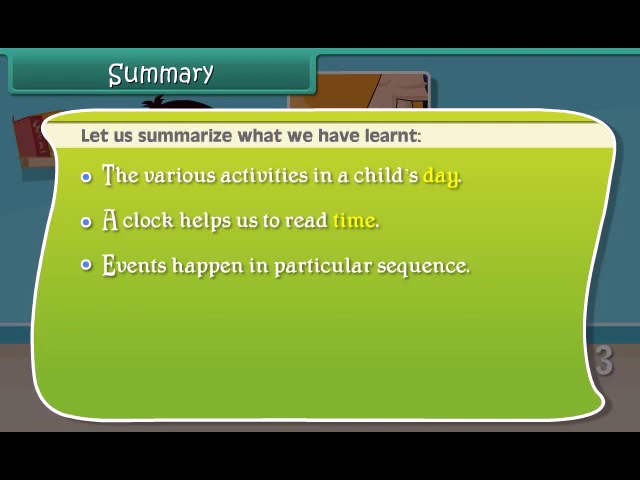 Summary
Let us summarize what we have learnt:
The various activities in a child's day.
A clock helps us to read time.
Events happen in particular sequence.
3